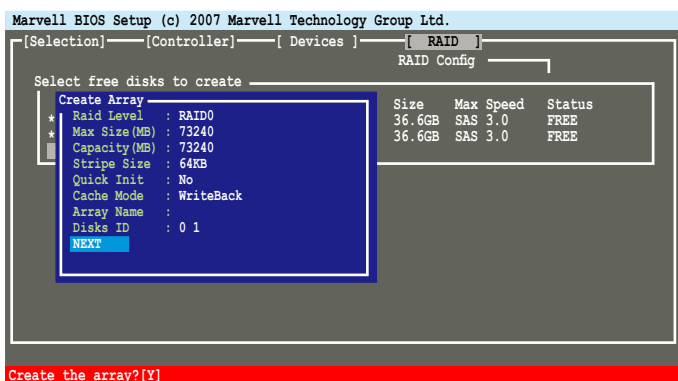 Marvell BIOS Setup (c) 2007 Marvell Technology Group Ltd.
[Selection] [Controller] [ Devices ] [ RAID ]
RAID Config
Select free disks to create
Create Array
Size Max Speed Status
* 36.6GB SAS 3.0 FREE
* 36.6GB SAS 3.0 FREE
Raid Level : RAID0
Max Size(MB) : 73240
Capacity(MB) : 73240
Stripe Size : 64KB
Quick Init : No
Cache Mode : WriteBack
Array Name :
Disks ID : 0 1
NEXT
Create the array?[Y]